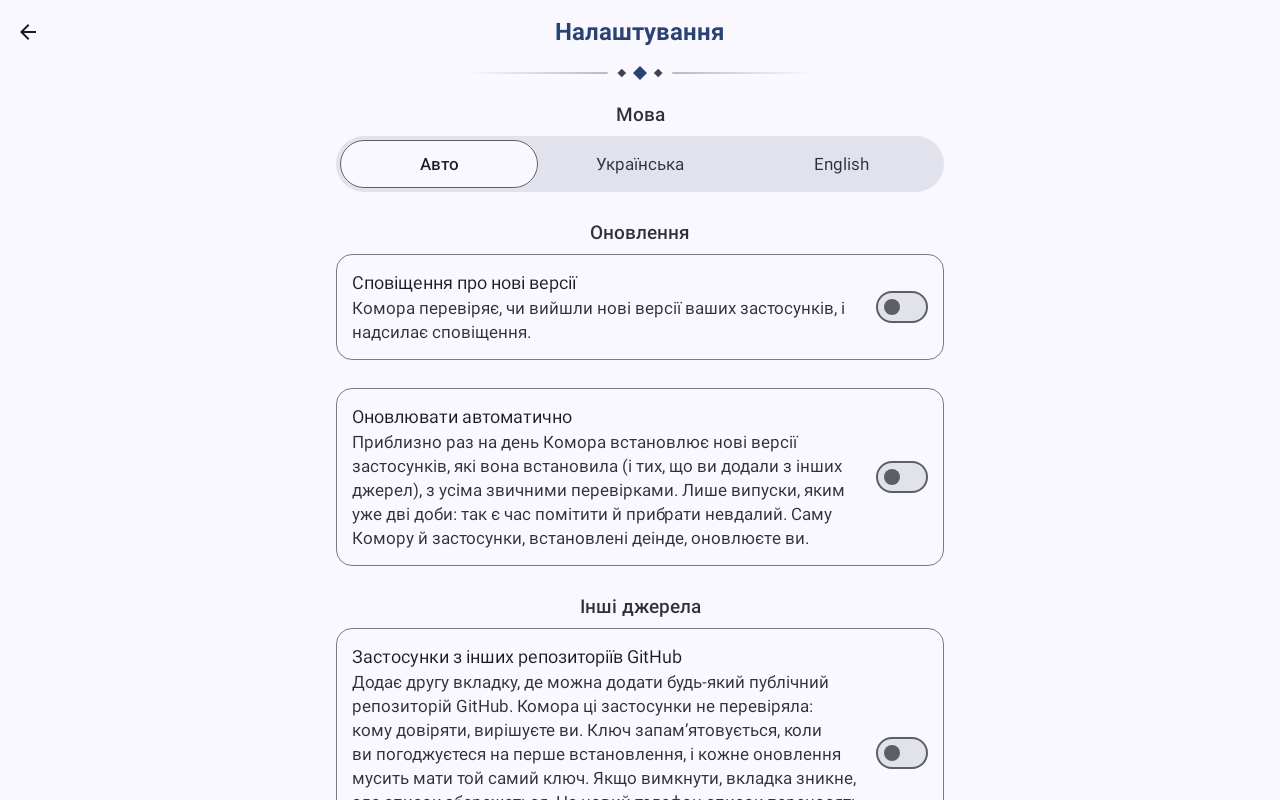 Налаштування
Мова
Авто
Українська
English
Оновлення
Сповіщення про нові версії
Комора перевіряє, чи вийшли нові версії ваших застосунків, і
надсилає сповіщення.
Оновлювати автоматично
Приблизно раз на день Комора встановлює нові версії
застосунків, які вона встановила (і тих, що ви додали з інших
джерел), з усіма звичними перевірками. Лише випуски, яким
уже дві доби: так є час помітити й прибрати невдалий. Саму
Комору й застосунки, встановлені деінде, оновлюєте ви.
Інші джерела
Застосунки з інших репозиторіїв GitHub
Додає другу вкладку, де можна додати будь-який публічний
репозиторій GitHub. Комора ці застосунки не перевіряла:
кому довіряти, вирішуєте ви. Ключ запам’ятовується, коли
ви погоджуєтеся на перше встановлення, і кожне оновлення
мусить мати той самий ключ. Якщо вимкнути, вкладка зникне,